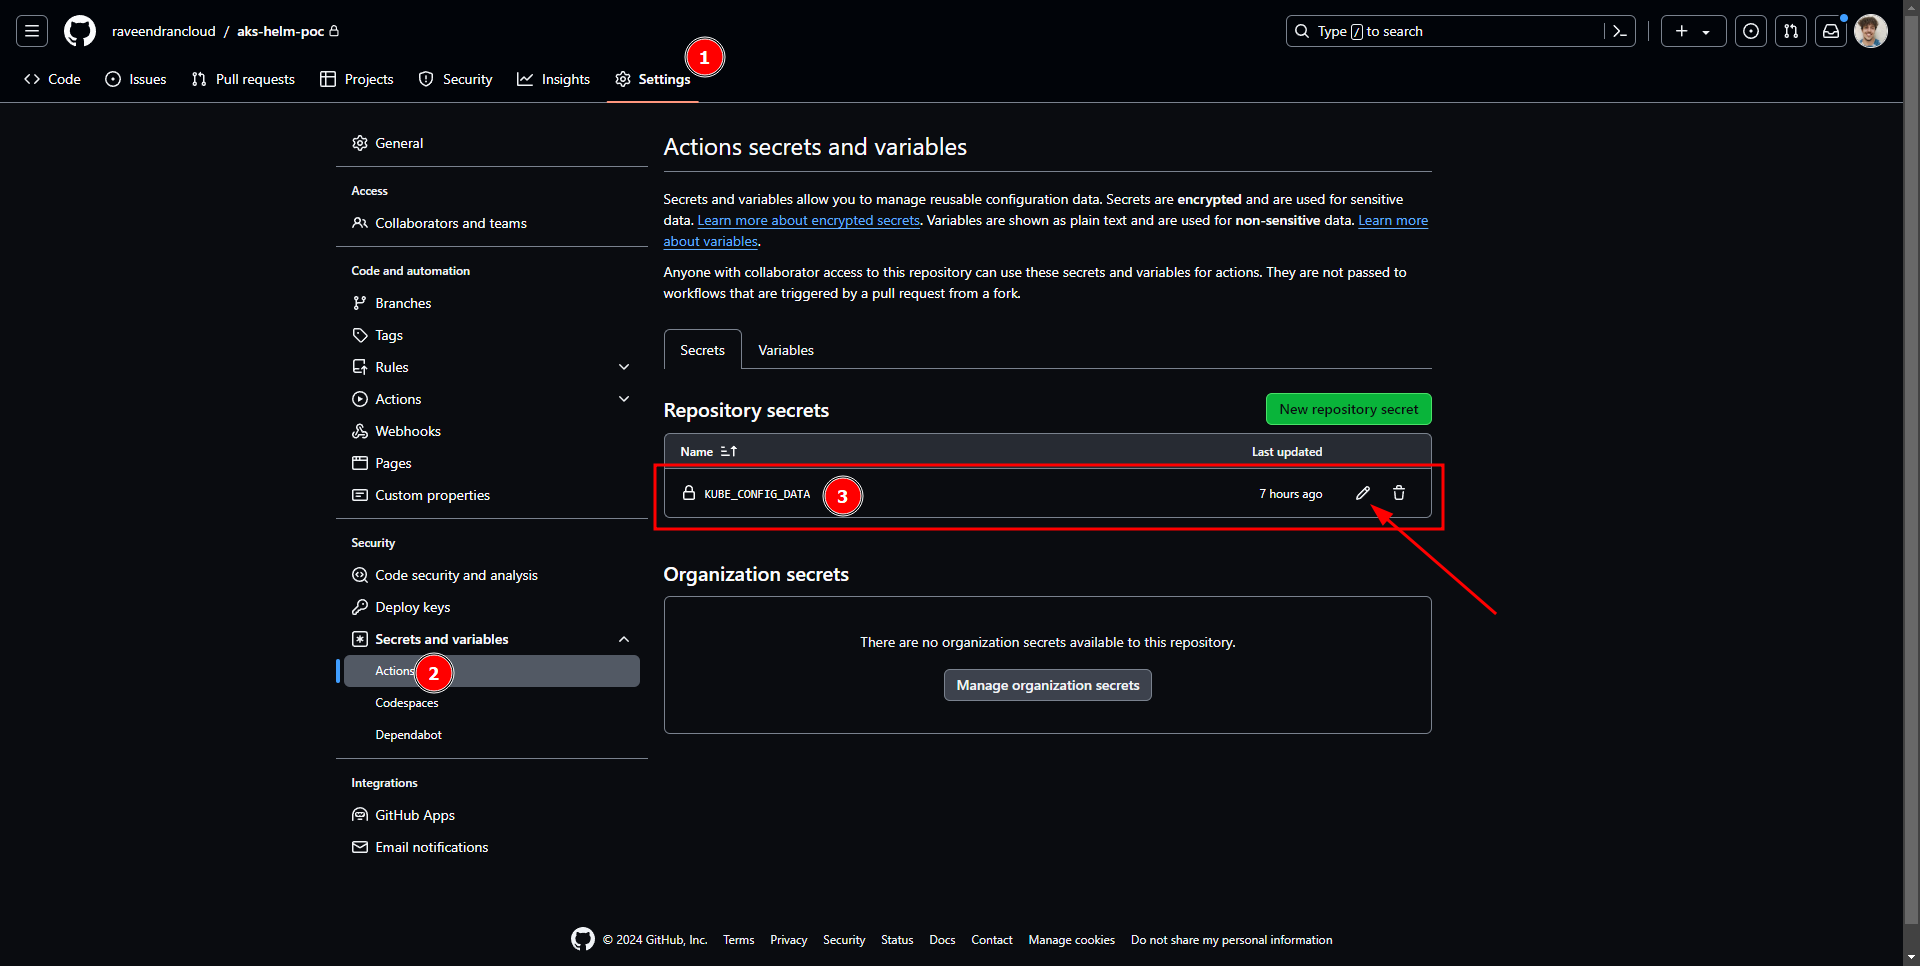 raveendrancloud / aks-helm-poc
Type / to search
1
Code
Issues
Pull requests
Projects
Security
Insights
Settings
General
Access
Collaborators and teams
Code and automation
Branches
Tags
Rules
Actions
Webhooks
Pages
Custom properties
Security
Code security and analysis
Deploy keys
Secrets and variables
Actions
2
Codespaces
Dependabot
Integrations
GitHub Apps
Email notifications
Actions secrets and variables
Secrets and variables allow you to manage reusable configuration data. Secrets are encrypted and are used for sensitive
data. Learn more about encrypted secrets. Variables are shown as plain text and are used for non-sensitive data. Learn more
about variables.
Anyone with collaborator access to this repository can use these secrets and variables for actions. They are not passed to
workflows that are triggered by a pull request from a fork.
Secrets
Variables
Repository secrets
New repository secret
Name
Last updated
KUBE_CONFIG_DATA
3
7 hours ago
Organization secrets
There are no organization secrets available to this repository.
Manage organization secrets
© 2024 GitHub, Inc.
Terms
Privacy
Security
Status
Docs
Contact
Manage cookies
Do not share my personal information